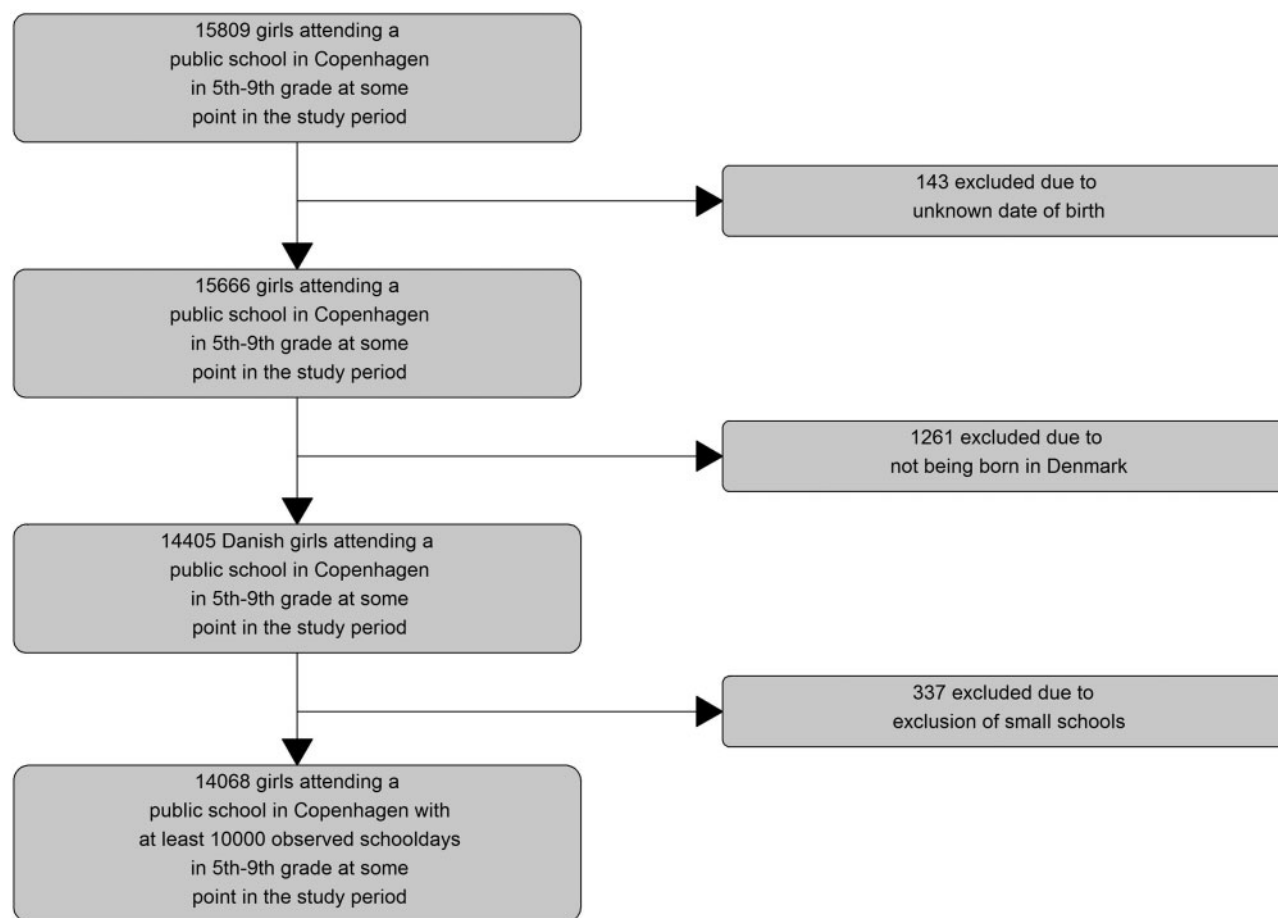 15809 girls attending a
public school in Copenhagen
in 5th-9th grade at some
point in the study period
143 excluded due to
unknown date of birth
15666 girls attending a
public school in Copenhagen
in 5th-9th grade at some
point in the study period
1261 excluded due to
not being born in Denmark
14405 Danish girls attending a
public school in Copenhagen
in 5th-9th grade at some
point in the study period
337 excluded due to
exclusion of small schools
14068 girls attending a
public school in Copenhagen with
at least 10000 observed schooldays
in 5th-9th grade at some
point in the study period